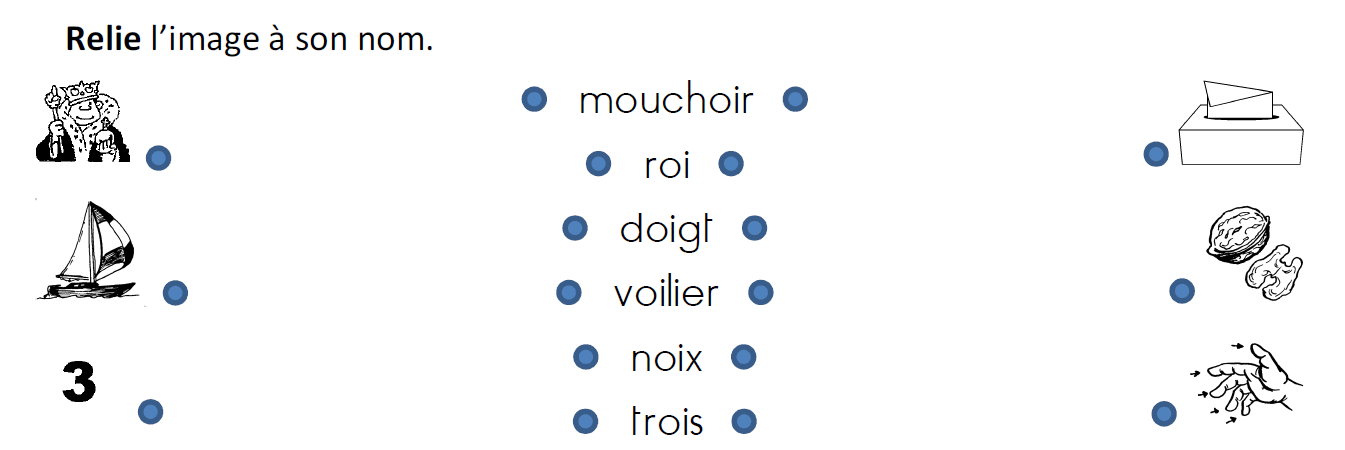 Relie l’image à son nom.
mouchoir
roi
doigt
voilier
3
noix
trois